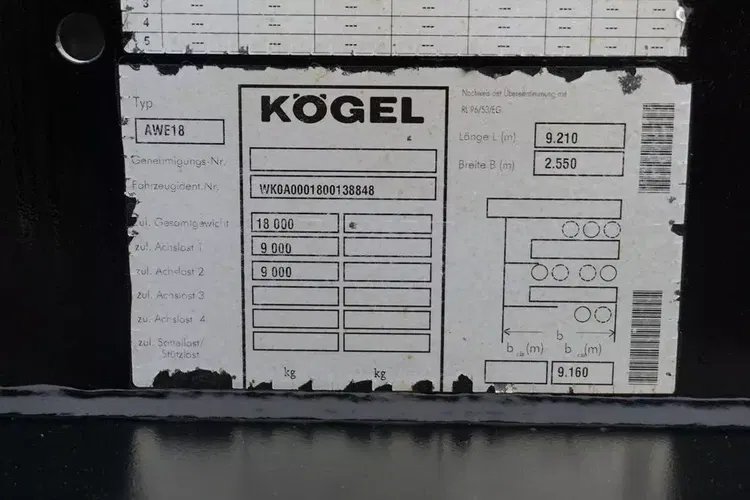 3 --- --- --- --- --- --- ---
4 --- --- --- --- --- --- ---
5 --- --- --- --- --- --- ---
KÖGEL
Typ
AWE18
Genehmigungs-Nr.
Fahrzeugident.Nr. WK0A0001800138848
zul. Gesamtgewicht 18 000
zul. Achslast 1 9 000
zul. Achslast 2 9 000
zul. Achslast 3
zul. Achslast 4
zul. Sattellast/
Stützlast
kg kg
Nachweis der Übereinstimmung mit
RL 96/53/EG
Länge L (m) 9.210
Breite B (m) 2.550
b
b (m) b (m)
9.160